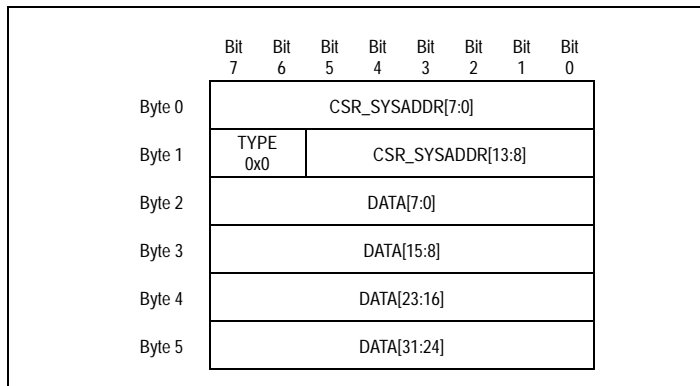 Bit Bit Bit Bit Bit Bit Bit Bit
7 6 5 4 3 2 1 0
Byte 0 CSR_SYSADDR[7:0]
Byte 1 TYPE 0x0 CSR_SYSADDR[13:8]
Byte 2 DATA[7:0]
Byte 3 DATA[15:8]
Byte 4 DATA[23:16]
Byte 5 DATA[31:24]